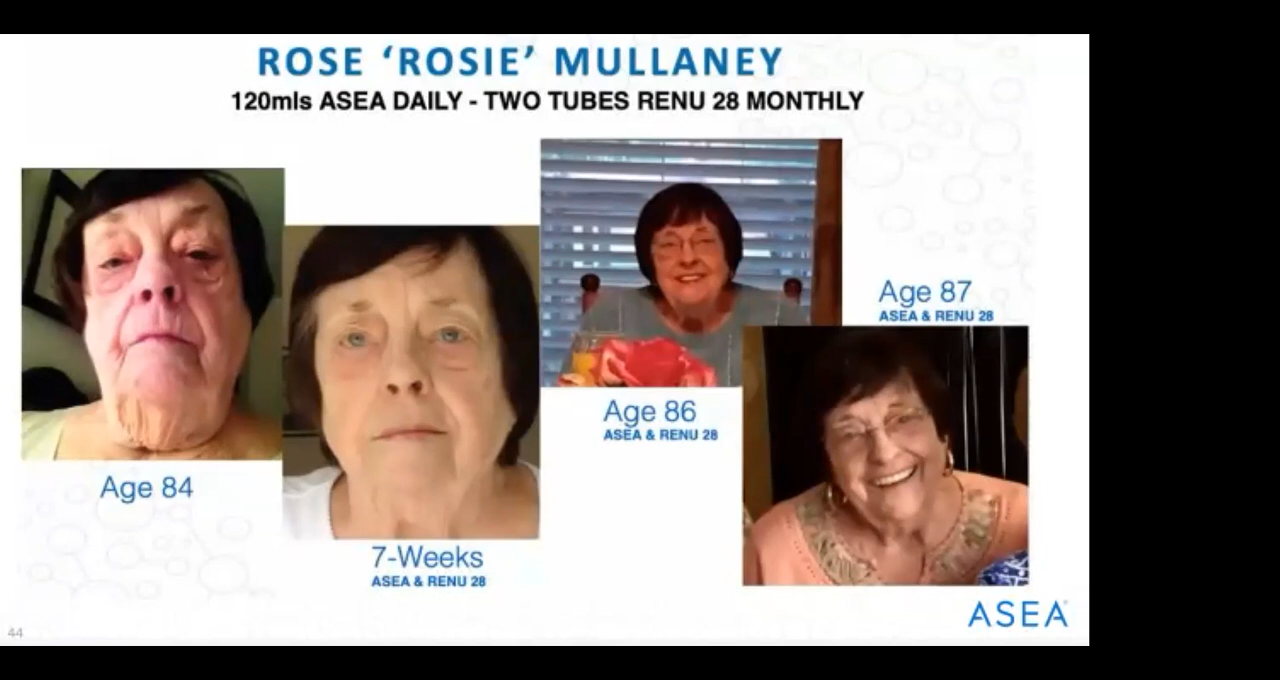 ROSE ‘ROSIE’ MULLANEY
120mls ASEA DAILY - TWO TUBES RENU 28 MONTHLY
Age 84
7-Weeks
ASEA & RENU 28
Age 86
ASEA & RENU 28
Age 87
ASEA & RENU 28
ASEA
44